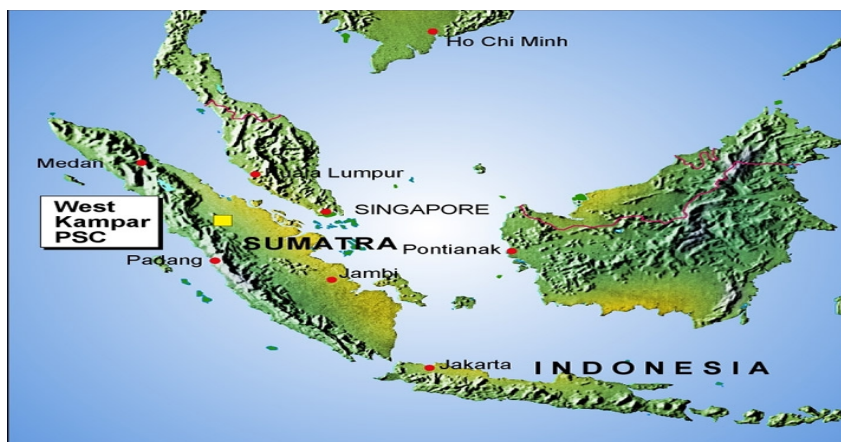 Ho Chi Minh
Medan
Kuala Lumpur
West
Kampar
PSC
SINGAPORE
SUMATRA
Pontianak
Padang
Jambi
Jakarta
INDONESIA